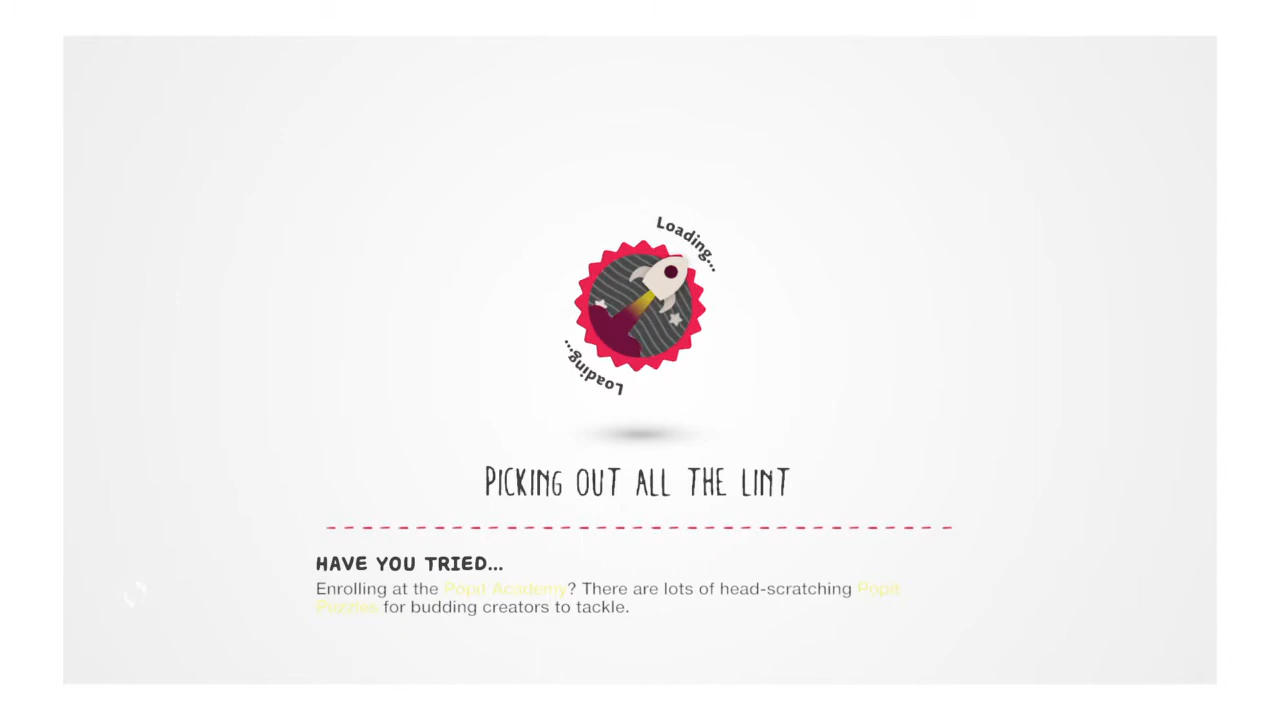 Loading...
Loading...
PICKING OUT ALL THE LINT
HAVE YOU TRIED...
Enrolling at the Popit Academy? There are lots of head-scratching Popit
Puzzles for budding creators to tackle.